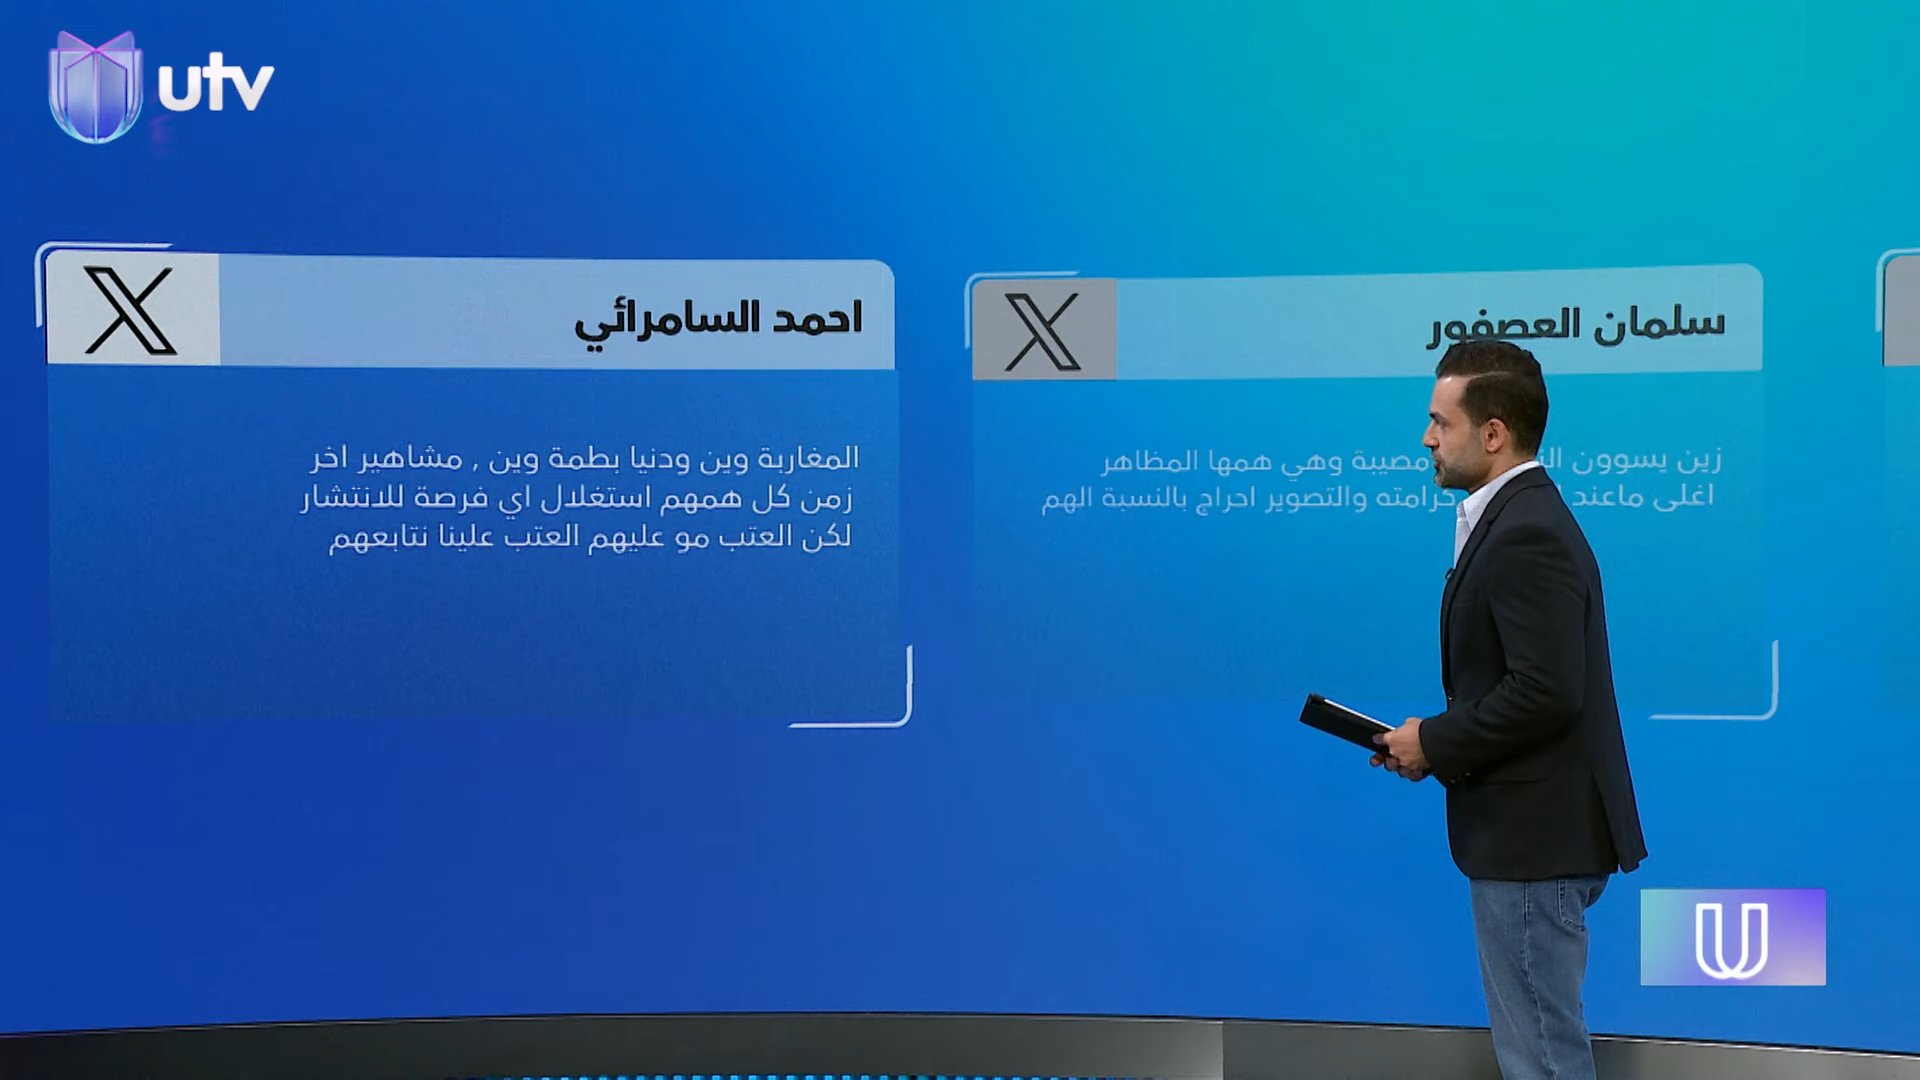 utv
سلمان العصفور
زين يسوون مصيبة وهي همها المظاهر
اغلى ماعند كرامته والتصوير احراج بالنسبة الهم
احمد السامرائي
المغاربة وين ودنيا بطمة وين , مشاهير اخر
زمن كل همهم استغلال اي فرصة للانتشار
لكن العتب مو عليهم العتب علينا نتابعهم